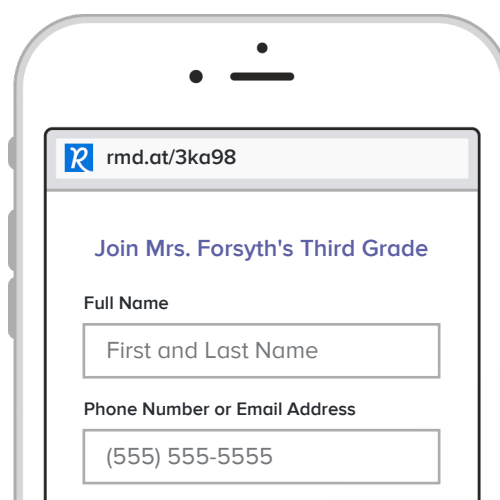 rmd.at/3ka98
Join Mrs. Forsyth's Third Grade
Full Name
First and Last Name
Phone Number or Email Address
(555) 555-5555